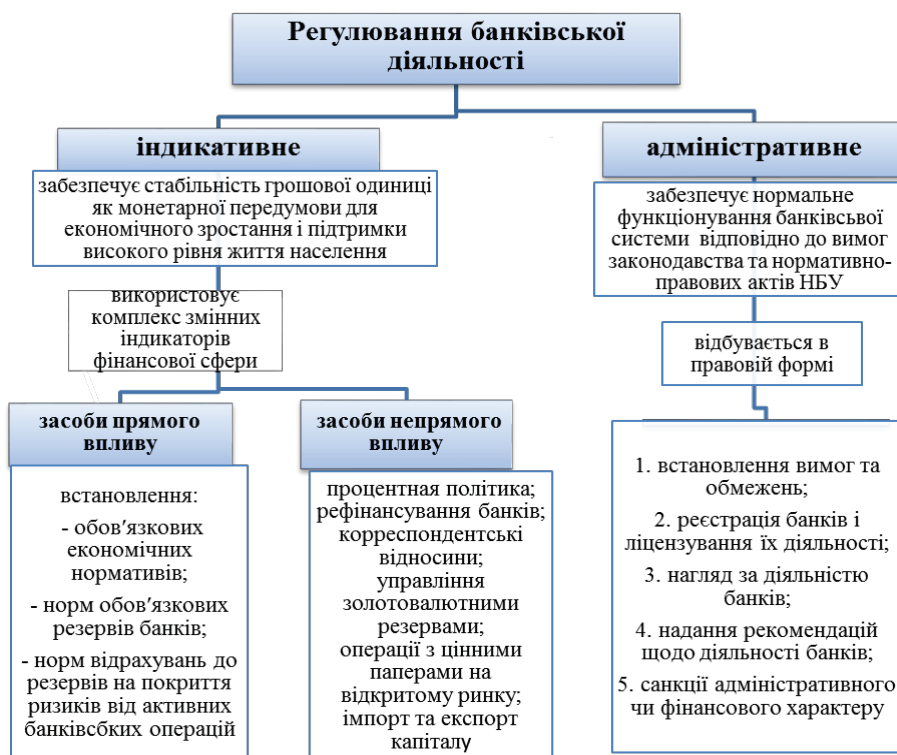 Регулювання банківської
діяльності
індикативне
забезпечує стабільність грошової одиниці
як монетарної передумови для
економічного зростання і підтримки
високого рівня життя населення
використовує
комплекс змінних
індикаторів
фінансової сфери
засоби прямого
впливу
встановлення:
- обов'язкових
економічних
нормативів;
- норм обов'язкових
резервів банків;
- норм відрахувань до
резервів на покриття
ризиків від активних
банківсбких операцій
засоби непрямого
впливу
процентная політика;
рефінансування банків;
корреспондентські
відносини;
управління
золотовалютними
резервами;
операції з цінними
паперами на
відкритому ринку;
імпорт та експорт
капіталу
адміністративне
забезпечує нормальне
функціонування банківсьвої
системи відповідно до вимог
законодавства та нормативно-
правових актів НБУ
відбувається в
правовій формі
1. встановлення вимог та
обмежень;
2. реєстрація банків і
ліцензування їх діяльності;
3. нагляд за діяльністю
банків;
4. надання рекомендацій
щодо діяльності банків;
5. санкції адміністративного
чи фінансового характеру